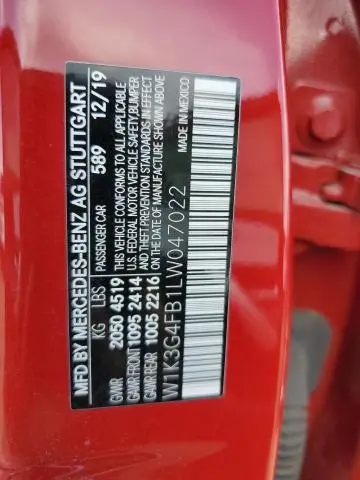 MFD BY MERCEDES-BENZ AG STUTTGART
KG LBS PASSENGER CAR 589 12/19
GVWR 2050 4519 THIS VEHICLE CONFORMS TO ALL APPLICABLE
U.S. FEDERAL MOTOR VEHICLE SAFETY, BUMPER,
GAWR FRONT 1095 2414 AND THEFT PREVENTION STANDARDS IN EFFECT
GAWR REAR 1005 2216 ON THE DATE OF MANUFACTURE SHOWN ABOVE.
W1K3G4FB1LW047022 MADE IN MEXICO